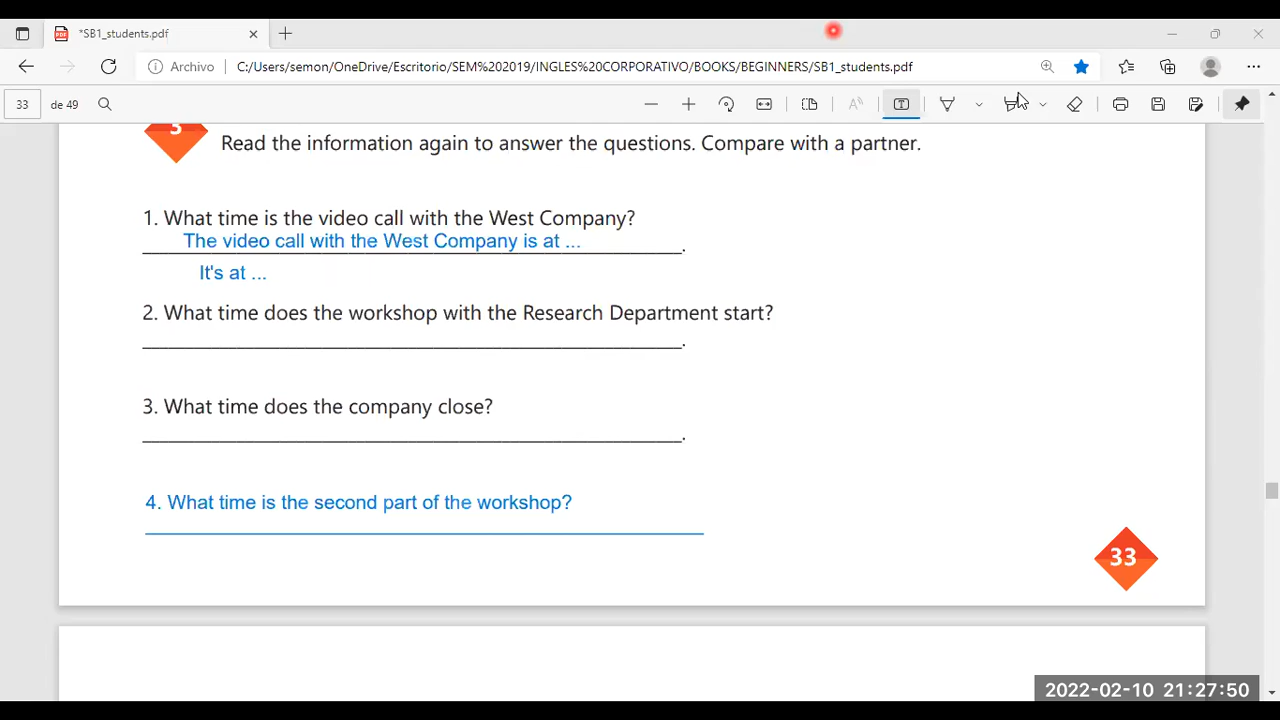 *SB1_students.pdf
Archivo
C:/Users/semon/OneDrive/Escritorio/SEM%202019/INGLES%20CORPORATIVO/BOOKS/BEGINNERS/SB1_students.pdf
33 de 49
Read the information again to answer the questions. Compare with a partner.
1. What time is the video call with the West Company?
The video call with the West Company is at ...
It's at ...
2. What time does the workshop with the Research Department start?
3. What time does the company close?
4. What time is the second part of the workshop?
33
2022-02-10 21:27:50